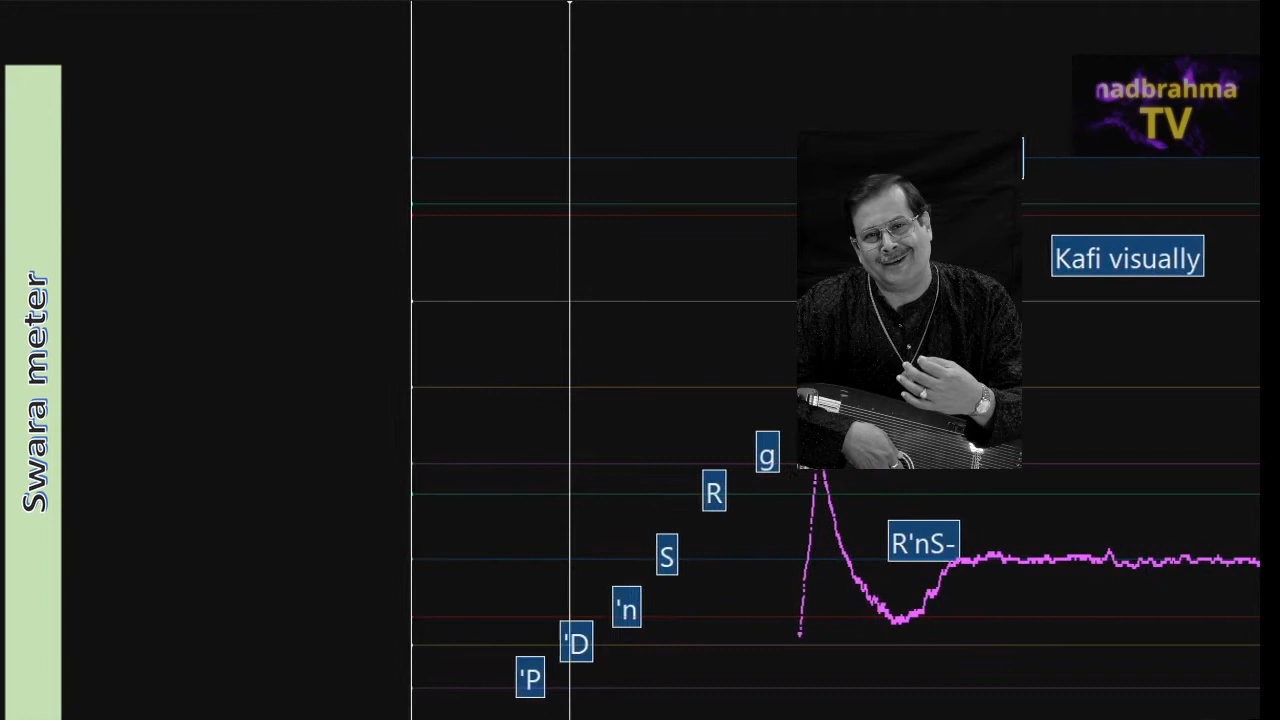 nadbrahma
TV
Kafi visually
g
R
R'nS-
S
'n
'D
'P
Swara meter